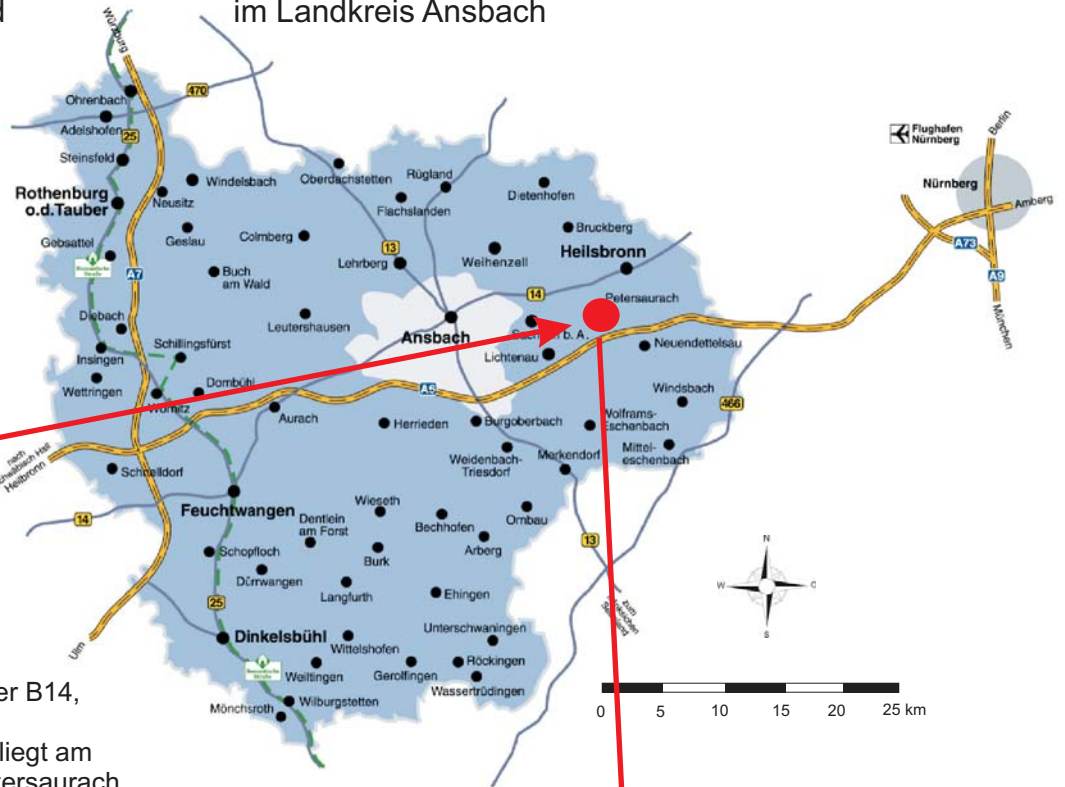 im Landkreis Ansbach
Würzburg
Ohrenbach
470
Adelshofen
25
Steinsfeld
Rothenburg
o.d.Tauber
Windelsbach
Neusitz
Oberdachstetten
Rügland
Flachslanden
Dietenhofen
Flughafen
Nürnberg
Berlin
Nürnberg
Amberg
A73
A9
München
Gebsattel
Geslau
Colmberg
13
Lehrberg
Weihenzell
Bruckberg
Heilsbronn
A7
Buch
am Wald
14
Petersaurach
Diebach
Leutershausen
Ansbach
Lichtenau
Neuendettelsau
Schillingsfürst
Insingen
Wettringen
Dombühl
Wörnitz
A6
Windsbach
466
Aurach
Herrieden
Burgoberbach
Wolframs-
Eschenbach
Mittel-
eschenbach
Weidenbach-
Triesdorf
Merkendorf
nach
Heilbronn
Schnelldorf
14
Feuchtwangen
Wieseth
Dentlein
am Forst
Bechhofen
Ornbau
Arberg
Burk
13
Schopfloch
Dürrwangen
Langfurth
Ehingen
25
N
W
O
S
zum
Ulm
Dinkelsbühl
Wittelshofen
Unterschwaningen
Weiltingen
Gerolfingen
Röckingen
Wassertrüdingen
Mönchsroth
Wilburgstetten
0 5 10 15 20 25 km
er B14,
liegt am